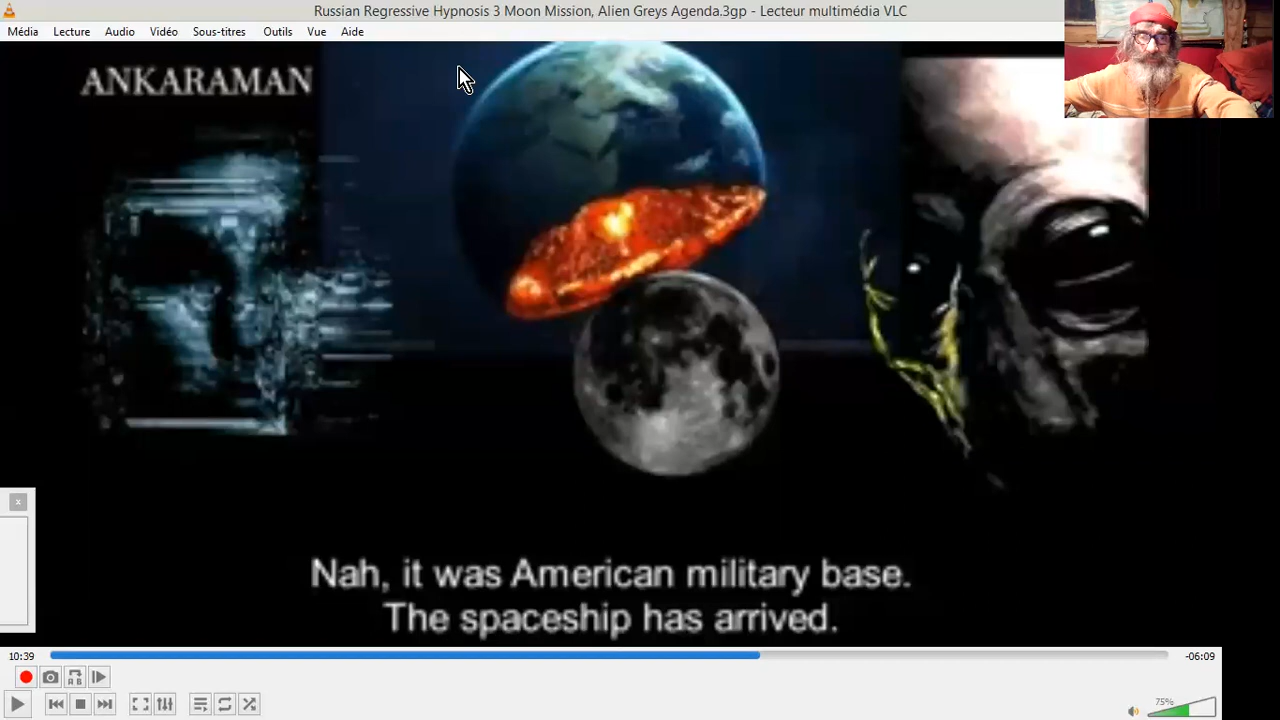 Russian Regressive Hypnosis 3 Moon Mission, Alien Greys Agenda.3gp - Lecteur multimédia VLC
Média Lecture Audio Vidéo Sous-titres Outils Vue Aide
ANKARAMAN
x
Nah, it was American military base.
The spaceship has arrived.
10:39 -06:09
75%